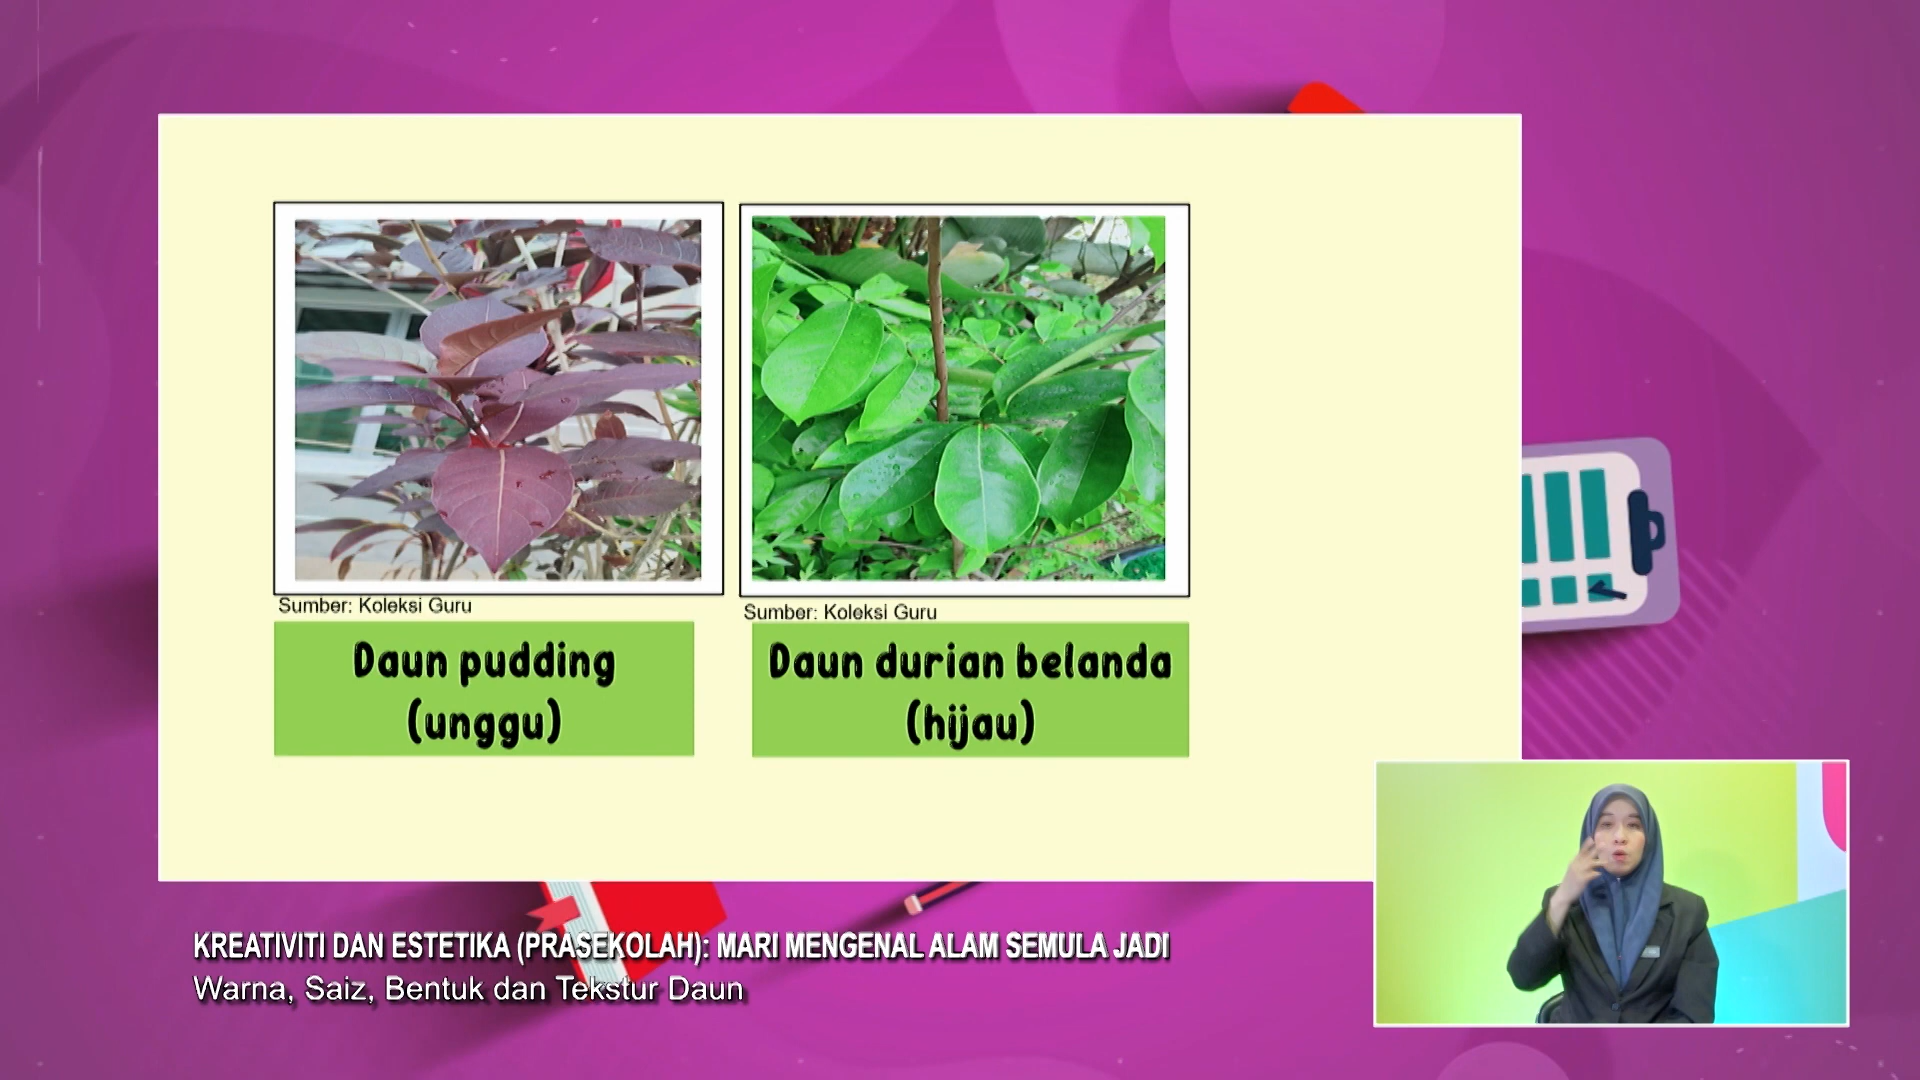 Sumber: Koleksi Guru
Daun pudding
(unggu)
Sumber: Koleksi Guru
Daun durian belanda
(hijau)
KREATIVITI DAN ESTETIKA (PRASEKOLAH): MARI MENGENAL ALAM SEMULA JADI
Warna, Saiz, Bentuk dan Tekstur Daun